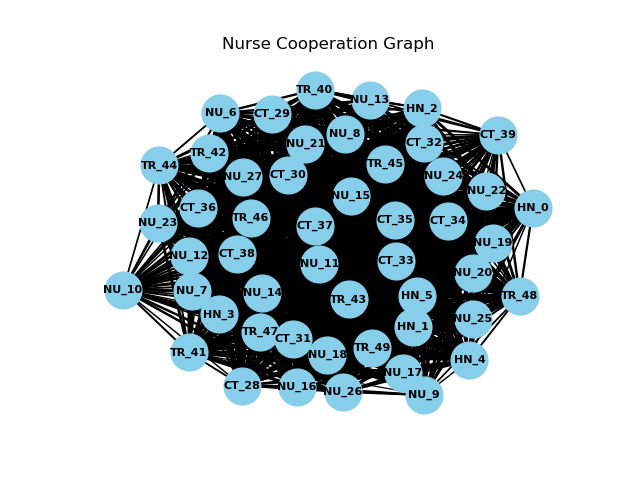 Nurse Cooperation Graph
TR_40
NU_13
HN_2
NU_6
CT_29
CT_39
NU_8
NU_21
CT_32
TR_42
TR_44
TR_45
NU_27
CT_30
NU_24
NU_22
NU_15
CT_36
HN_0
TR_46
CT_35
CT_34
NU_23
CT_37
NU_19
CT_38
NU_12
CT_33
NU_11
NU_20
NU_10
NU_7
NU_14
HN_5
TR_48
TR_43
HN_3
NU_25
HN_1
TR_47
CT_31
TR_49
TR_41
NU_18
HN_4
NU_17
CT_28
NU_16
NU_26
NU_9